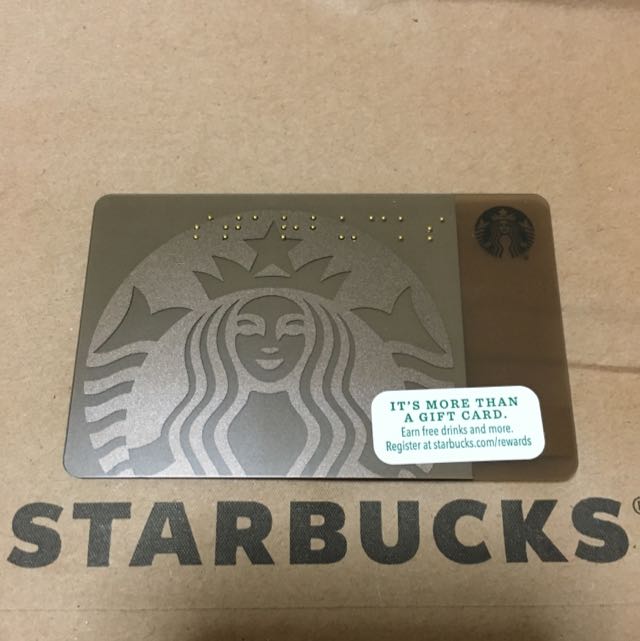 ⠎⠞⠁⠗⠃⠥⠉⠅⠎
IT'S MORE THAN
A GIFT CARD.
Earn free drinks and more.
Register at starbucks.com/rewards
STARBUCKS®